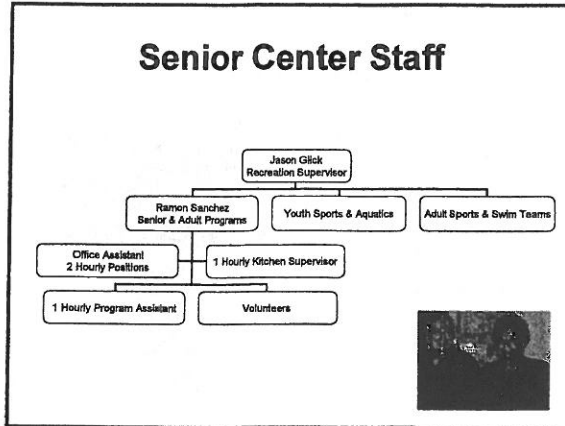 Senior Center Staff
Jason Glick
Recreation Supervisor
Ramon Sanchez
Senior & Adult Programs
Youth Sports & Aquatics
Adult Sports & Swim Teams
Office Assistant
2 Hourly Positions
1 Hourly Kitchen Supervisor
1 Hourly Program Assistant
Volunteers